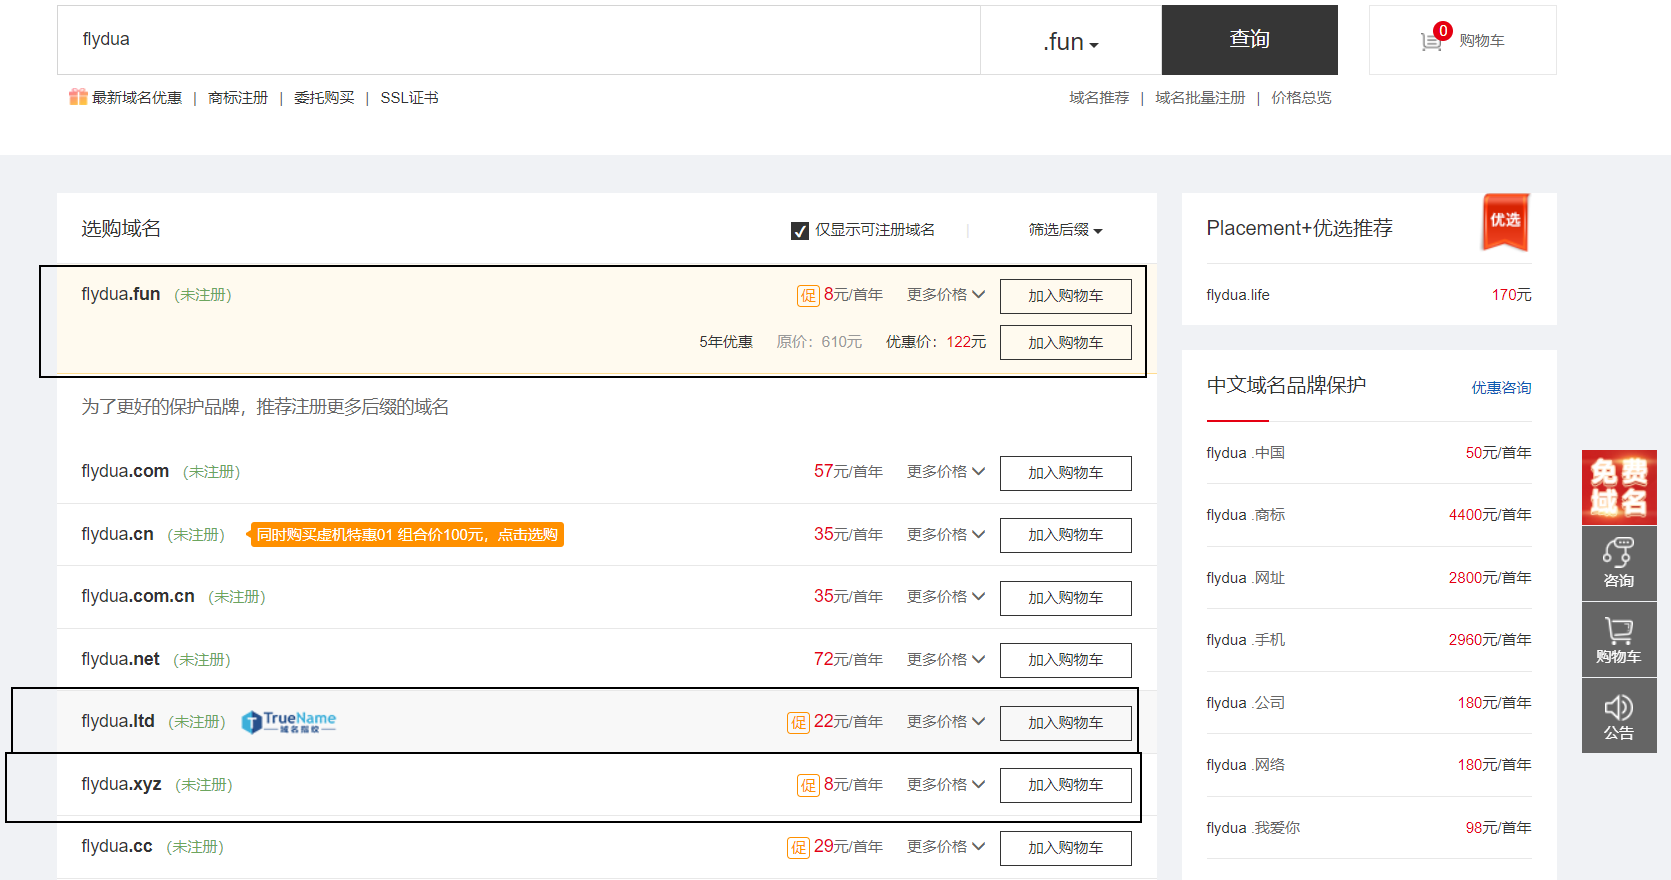 flydua
.fun
查询
0
购物车
最新域名优惠 | 商标注册 | 委托购买 | SSL证书
域名推荐 | 域名批量注册 | 价格总览
选购域名
仅显示可注册域名
筛选后缀
flydua.fun (未注册)
促 8元/首年 更多价格 加入购物车
5年优惠 原价：610元 优惠价：122元 加入购物车
为了更好的保护品牌，推荐注册更多后缀的域名
flydua.com (未注册) 57元/首年 更多价格 加入购物车
flydua.cn (未注册) 同时购买虚机特惠01 组合价100元，点击选购 35元/首年 更多价格 加入购物车
flydua.com.cn (未注册) 35元/首年 更多价格 加入购物车
flydua.net (未注册) 72元/首年 更多价格 加入购物车
flydua.ltd (未注册) TrueName 域名指纹 促 22元/首年 更多价格 加入购物车
flydua.xyz (未注册) 促 8元/首年 更多价格 加入购物车
flydua.cc (未注册) 促 29元/首年 更多价格 加入购物车
Placement+优选推荐
优选
flydua.life 170元
中文域名品牌保护 优惠咨询
flydua .中国 50元/首年
flydua .商标 4400元/首年
flydua .网址 2800元/首年
flydua .手机 2960元/首年
flydua .公司 180元/首年
flydua .网络 180元/首年
flydua .我爱你 98元/首年
免费
域名
咨询
购物车
公告